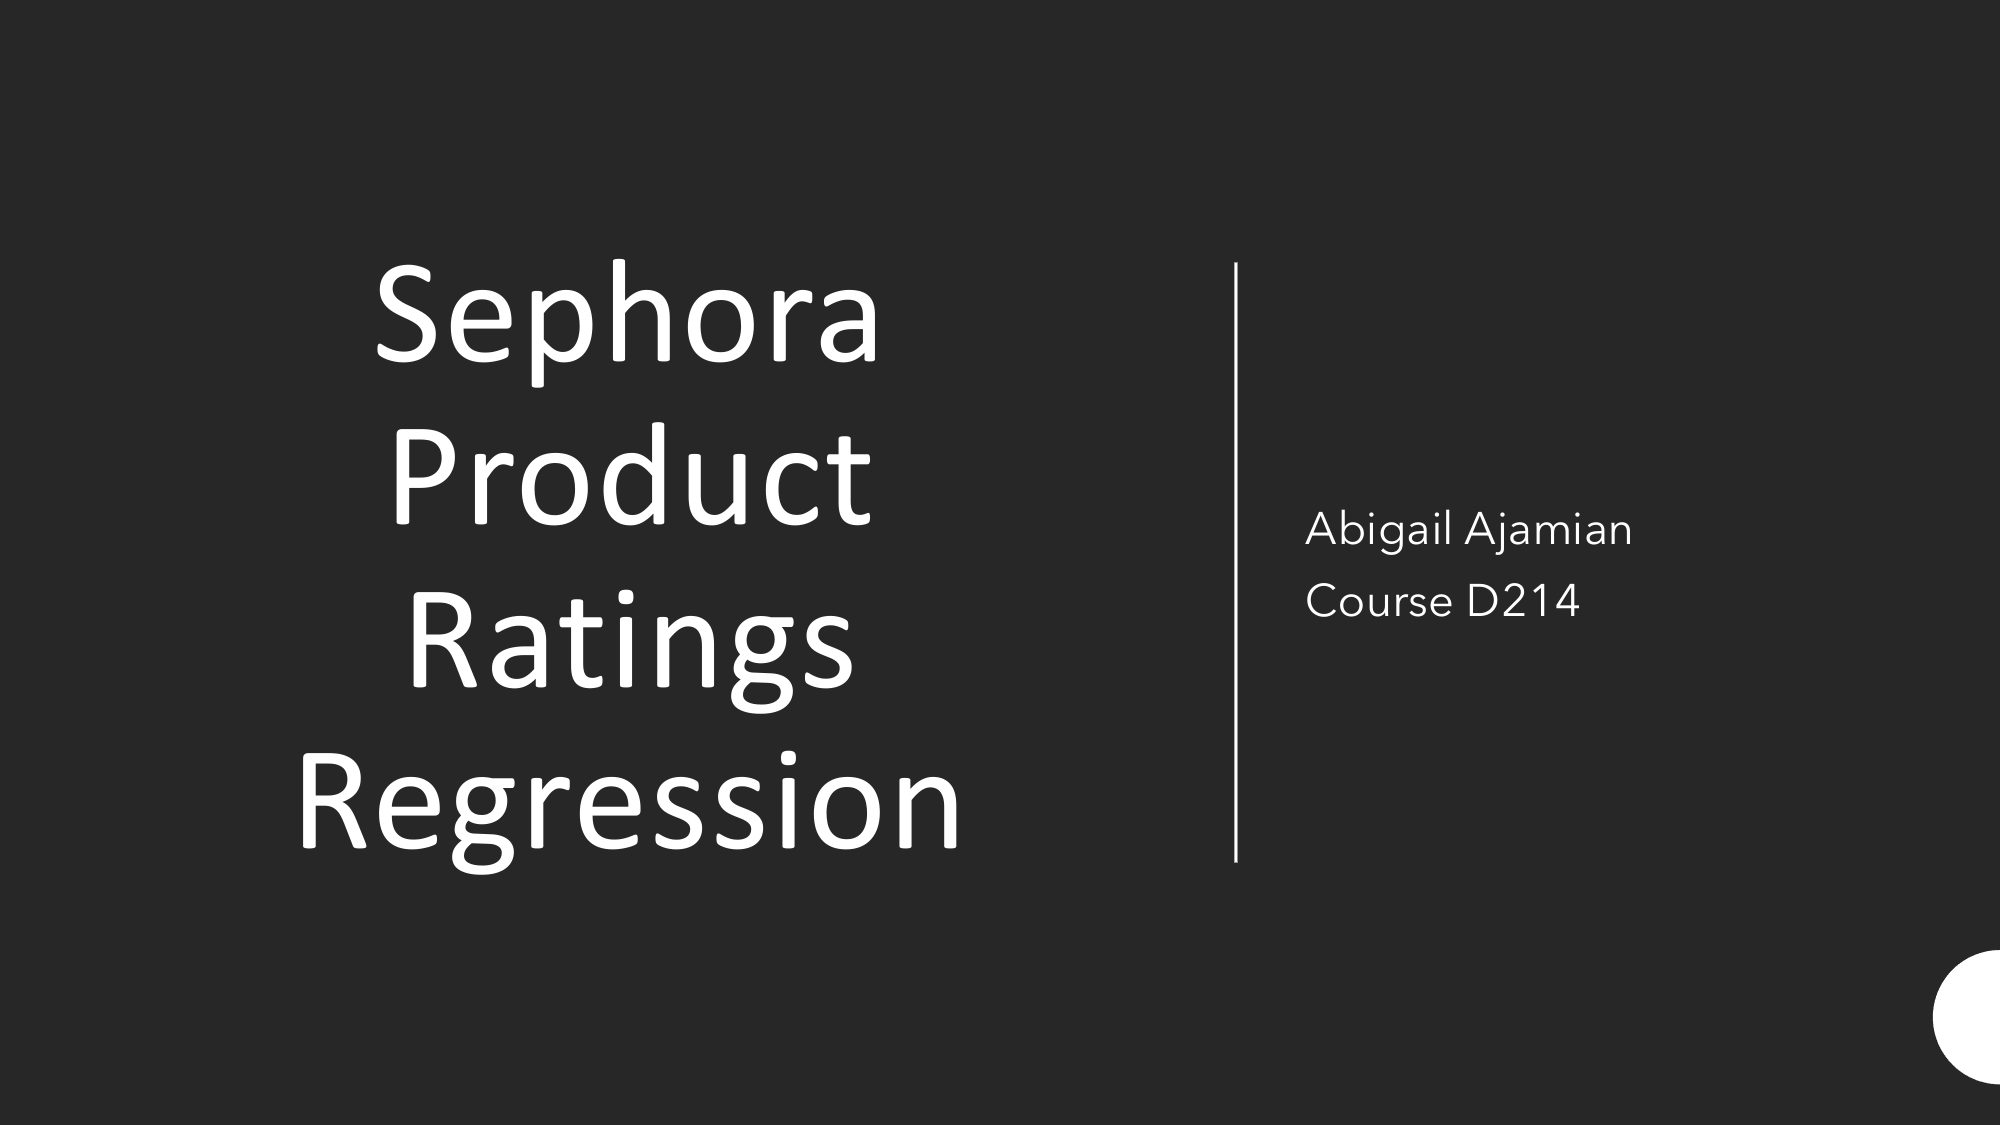 Sephora
Product
Ratings
Regression
Abigail Ajamian
Course D214